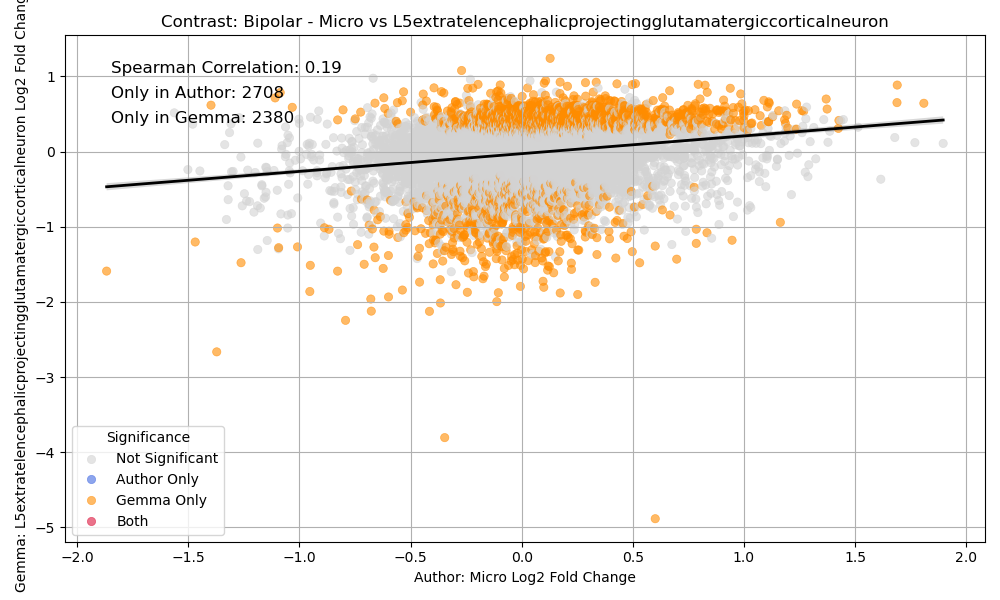 Contrast: Bipolar - Micro vs L5extratelencephalicprojectingglutamatergiccorticalneuron
Gemma: L5extratelencephalicprojectingglutamatergiccorticalneuron Log2 Fold Chang
Spearman Correlation: 0.19
Only in Author: 2708
Only in Gemma: 2380
1
0
−1
−2
−3
−4
−5
Significance
Not Significant
Author Only
Gemma Only
Both
−2.0 −1.5 −1.0 −0.5 0.0 0.5 1.0 1.5 2.0
Author: Micro Log2 Fold Change